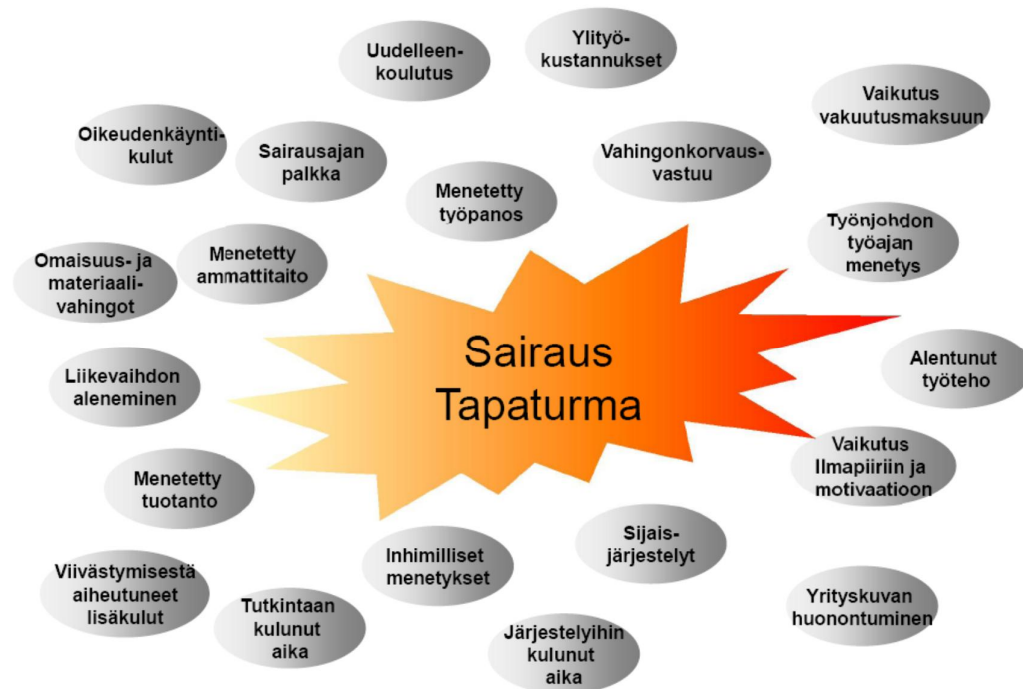 Uudelleen-
koulutus
Ylityö-
kustannukset
Vaikutus
vakuutusmaksuun
Oikeudenkäynti-
kulut
Sairausajan
palkka
Menetetty
työpanos
Vahingonkorvaus-
vastuu
Työnjohdon
työajan
menetys
Omaisuus- ja
materiaali-
vahingot
Menetetty
ammattitaito
Sairaus
Tapaturma
Liikevaihdon
aleneminen
Alentunut
työteho
Menetetty
tuotanto
Vaikutus
Ilmapiiriin ja
motivaatioon
Inhimilliset
menetykset
Sijais-
järjestelyt
Viivästymisestä
aiheutuneet
lisäkulut
Tutkintaan
kulunut
aika
Järjestelyihin
kulunut
aika
Yrityskuvan
huonontuminen